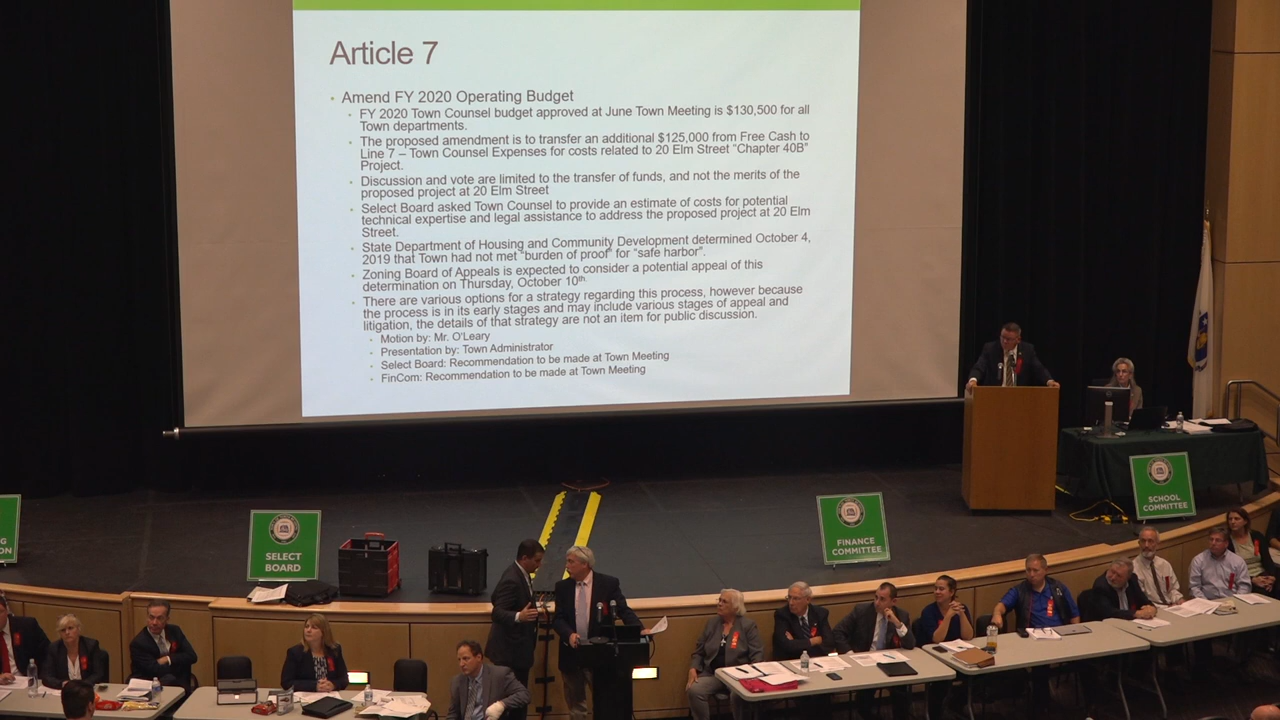 Article 7
• Amend FY 2020 Operating Budget
• FY 2020 Town Counsel budget approved at June Town Meeting is $130,500 for all
Town departments.
• The proposed amendment is to transfer an additional $125,000 from Free Cash to
Line 7 – Town Counsel Expenses for costs related to 20 Elm Street “Chapter 40B”
Project.
• Discussion and vote are limited to the transfer of funds, and not the merits of the
proposed project at 20 Elm Street
• Select Board asked Town Counsel to provide an estimate of costs for potential
technical expertise and legal assistance to address the proposed project at 20 Elm
Street.
• State Department of Housing and Community Development determined October 4,
2019 that Town had not met “burden of proof” for “safe harbor”.
• Zoning Board of Appeals is expected to consider a potential appeal of this
determination on Thursday, October 10th
• There are various options for a strategy regarding this process, however because
the process is in its early stages and may include various stages of appeal and
litigation, the details of that strategy are not an item for public discussion.
• Motion by: Mr. O'Leary
• Presentation by: Town Administrator
• Select Board: Recommendation to be made at Town Meeting
• FinCom: Recommendation to be made at Town Meeting
SCHOOL
COMMITTEE
FINANCE
COMMITTEE
SELECT
BOARD
G
ON